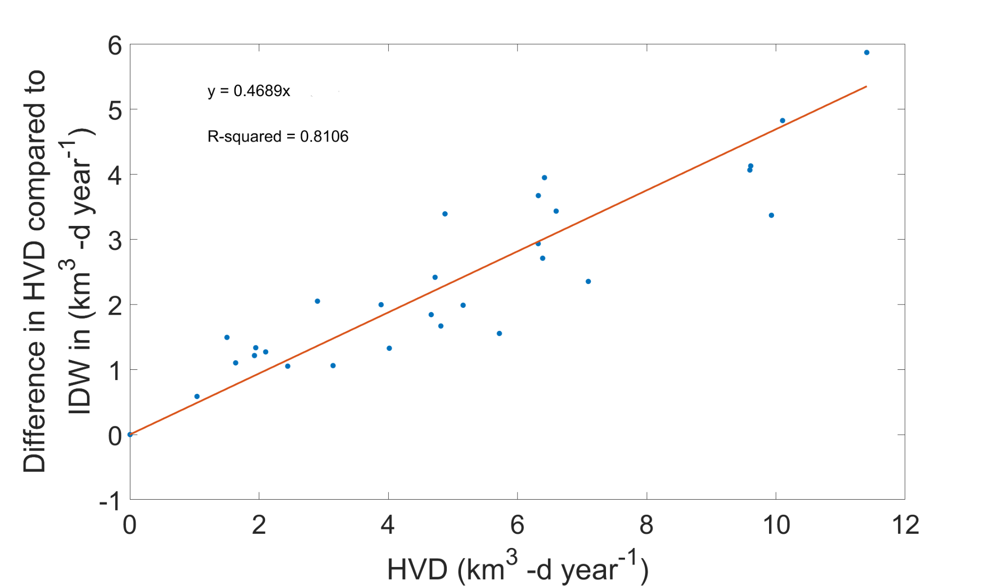 Difference in HVD compared to
IDW in (km³ -d year⁻¹)
6
5
4
3
2
1
0
-1
y = 0.4689x
R-squared = 0.8106
0 2 4 6 8 10 12
HVD (km³ -d year⁻¹)